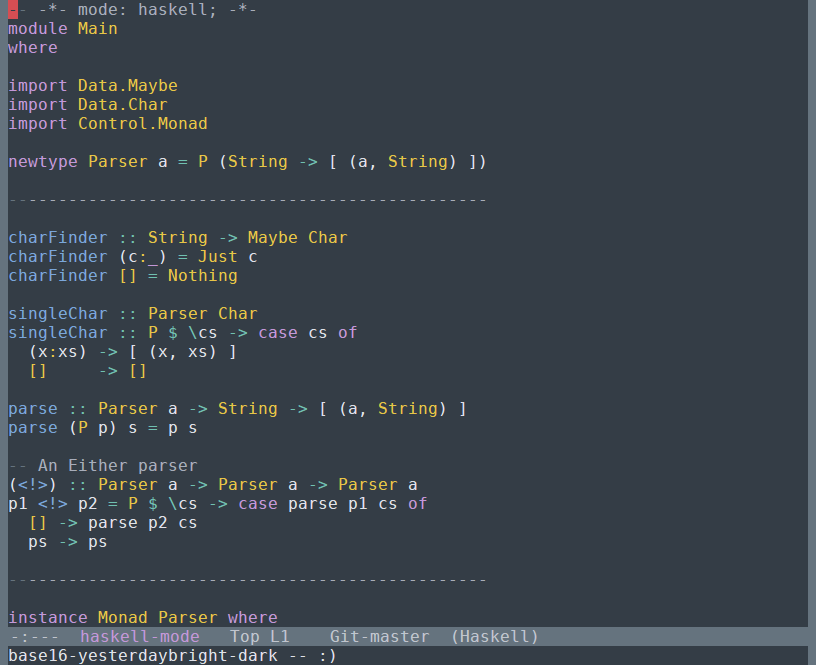 -- -*- mode: haskell; -*-
module Main
where

import Data.Maybe
import Data.Char
import Control.Monad

newtype Parser a = P (String -> [ (a, String) ])

------------------------------------------------

charFinder :: String -> Maybe Char
charFinder (c:_) = Just c
charFinder [] = Nothing

singleChar :: Parser Char
singleChar :: P $ \cs -> case cs of
  (x:xs) -> [ (x, xs) ]
  []     -> []

parse :: Parser a -> String -> [ (a, String) ]
parse (P p) s = p s

-- An Either parser
(<!>) :: Parser a -> Parser a -> Parser a
p1 <!> p2 = P $ \cs -> case parse p1 cs of
  [] -> parse p2 cs
  ps -> ps

------------------------------------------------

instance Monad Parser where
-:---  haskell-mode   Top L1    Git-master  (Haskell)
base16-yesterdaybright-dark -- :)